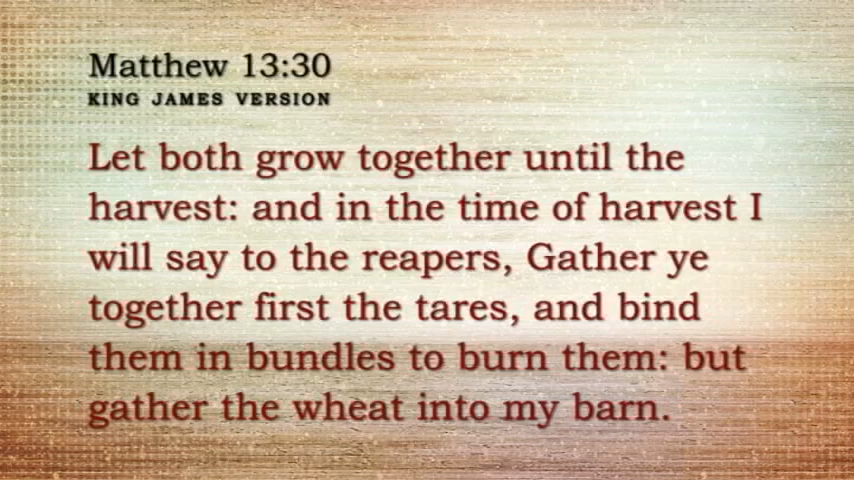 Matthew 13:30
KING JAMES VERSION
Let both grow together until the
harvest: and in the time of harvest I
will say to the reapers, Gather ye
together first the tares, and bind
them in bundles to burn them: but
gather the wheat into my barn.